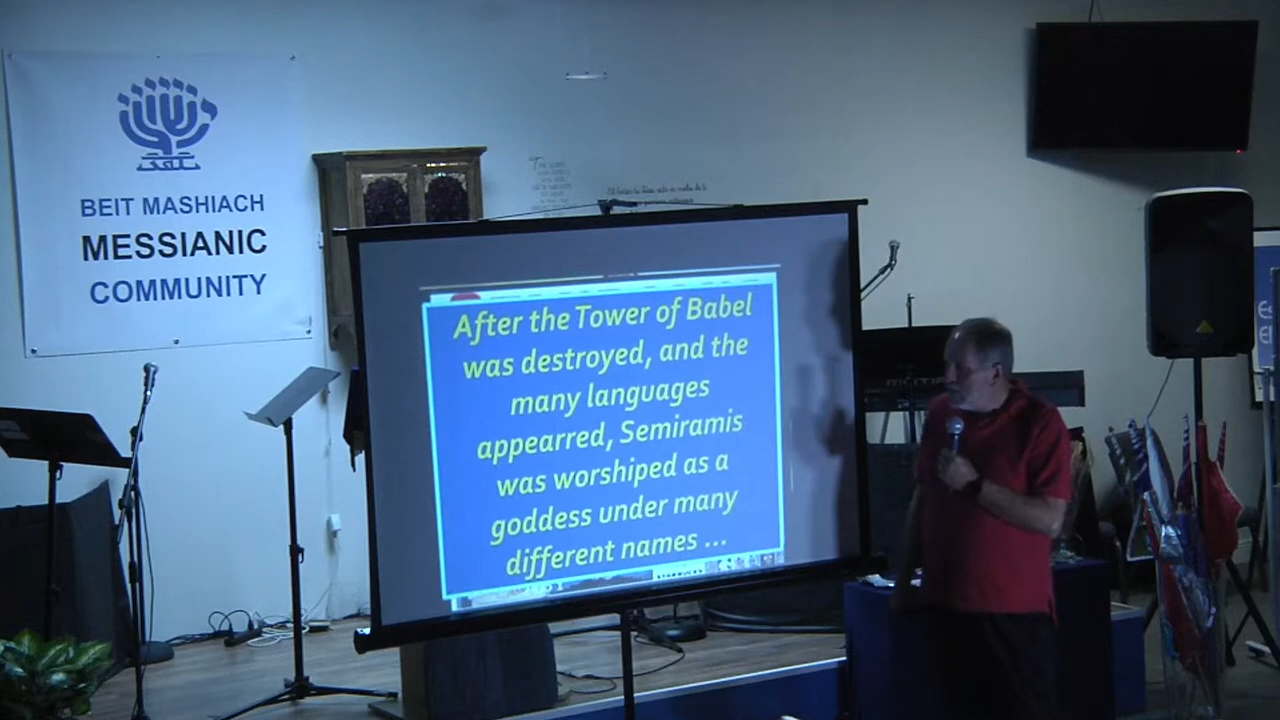 BEIT MASHIACH
MESSIANIC
COMMUNITY
After the Tower of Babel
was destroyed, and the
many languages
appearred, Semiramis
was worshiped as a
goddess under many
different names ...